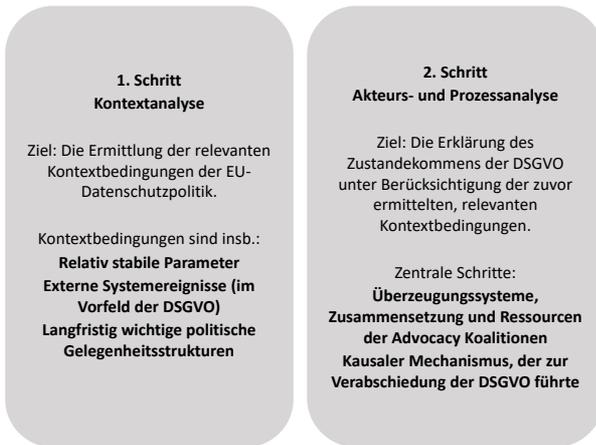 1. Schritt
Kontextanalyse
Ziel: Die Ermittlung der relevanten
Kontextbedingungen der EU-
Datenschutzpolitik.
Kontextbedingungen sind insb.:
Relativ stabile Parameter
Externe Systemereignisse (im
Vorfeld der DSGVO)
Langfristig wichtige politische
Gelegenheitsstrukturen
2. Schritt
Akteurs- und Prozessanalyse
Ziel: Die Erklärung des
Zustandekommens der DSGVO
unter Berücksichtigung der zuvor
ermittelten, relevanten
Kontextbedingungen.
Zentrale Schritte:
Überzeugungssysteme,
Zusammensetzung und Ressourcen
der Advocacy Koalitionen
Kausaler Mechanismus, der zur
Verabschiedung der DSGVO führte